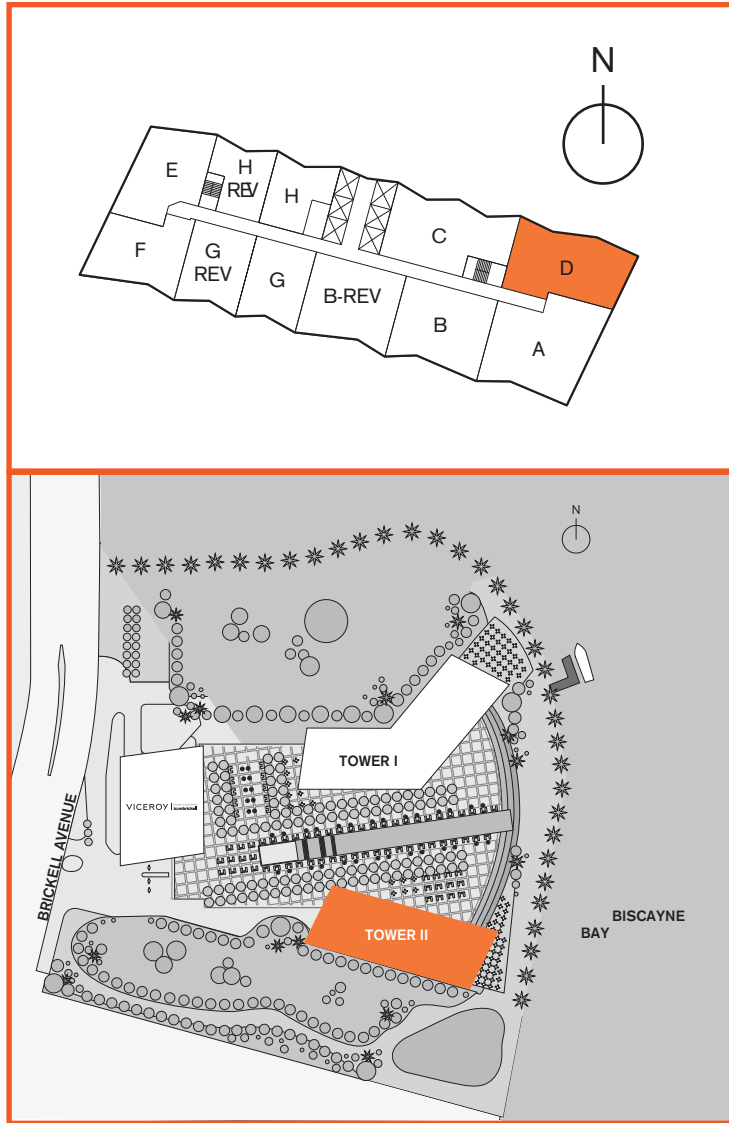 N
E
H
REV
H
C
D
F
G
REV
G
B-REV
B
A
N
TOWER I
VICEROY
BRICKELL AVENUE
TOWER II
BISCAYNE
BAY